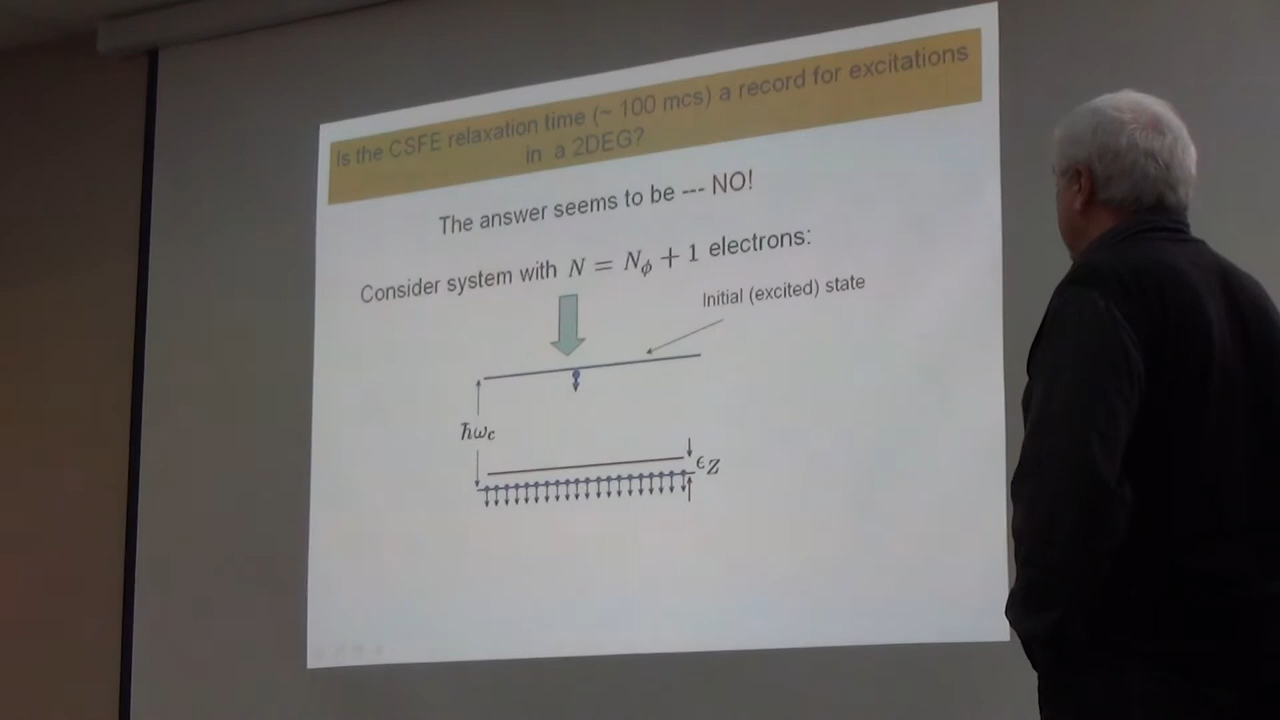 Is the CSFE relaxation time (~ 100 mcs) a record for excitations
in a 2DEG?
The answer seems to be --- NO!
Consider system with N = N_ϕ + 1 electrons:
Initial (excited) state
ħω_c
ϵ_Z